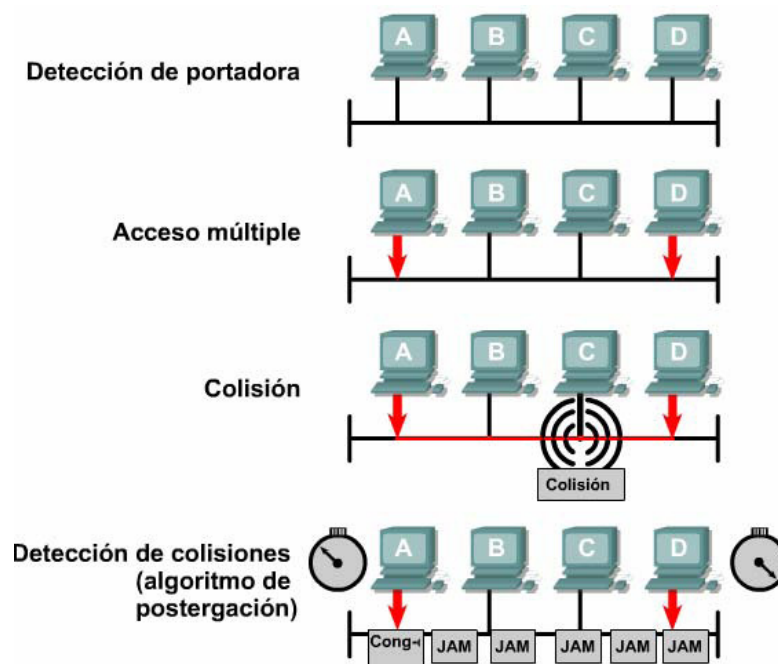 A B C D
Detección de portadora
A B C D
Acceso múltiple
A B C D
Colisión
Colisión
A B C D
Detección de colisiones
(algoritmo de
postergación)
Cong- JAM JAM JAM JAM JAM